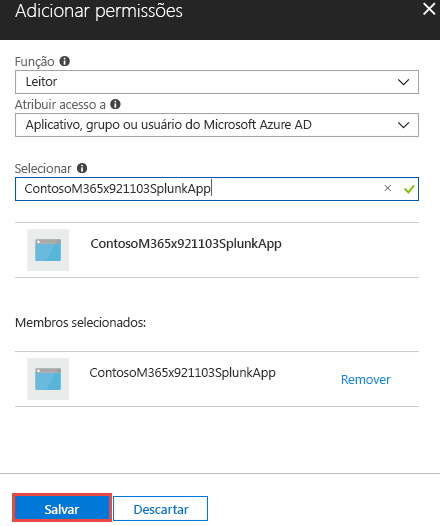 Adicionar permissões
Função
Leitor
Atribuir acesso a
Aplicativo, grupo ou usuário do Microsoft Azure AD
Selecionar
ContosoM365x921103SplunkApp
ContosoM365x921103SplunkApp
Membros selecionados:
ContosoM365x921103SplunkApp
Remover
Salvar
Descartar